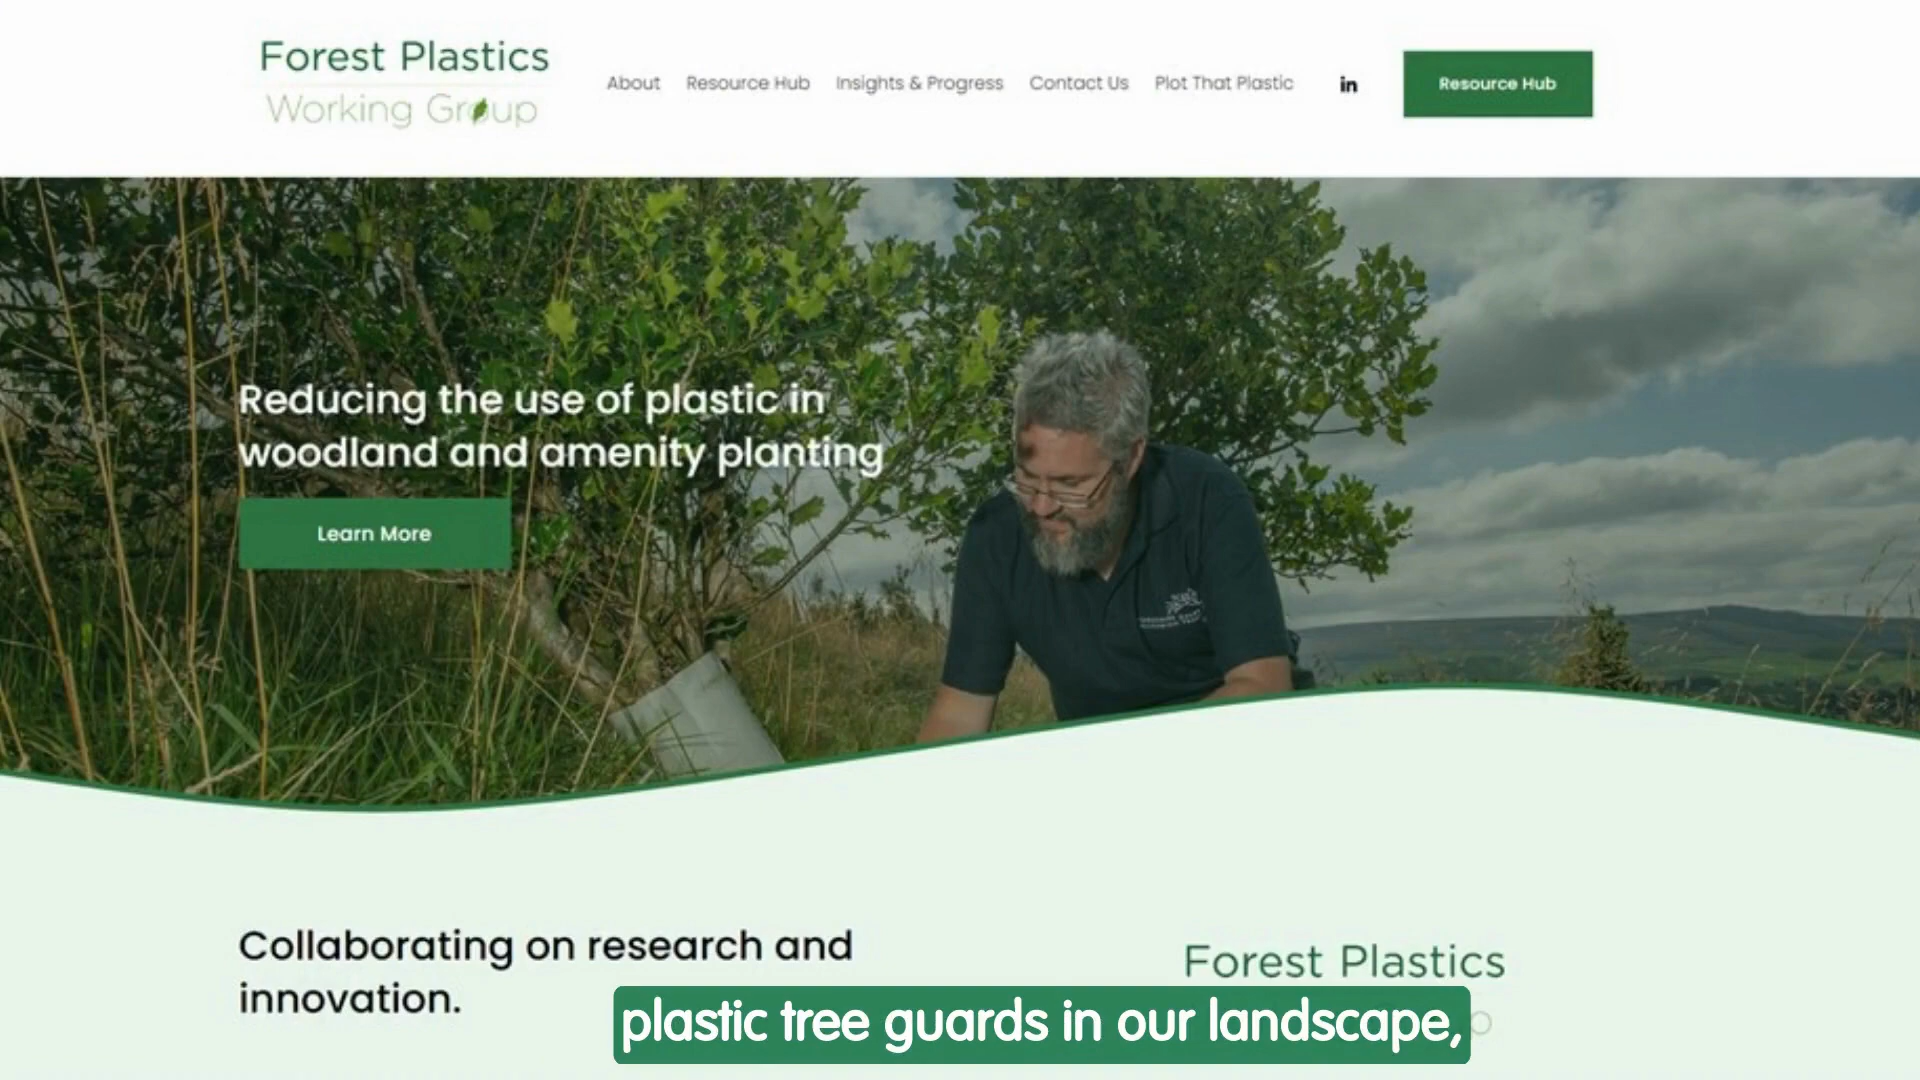 Forest Plastics
Working Group
About
Resource Hub
Insights & Progress
Contact Us
Plot That Plastic
in
Resource Hub
Reducing the use of plastic in
woodland and amenity planting
Learn More
Collaborating on research and
innovation.
Forest Plastics
plastic tree guards in our landscape,